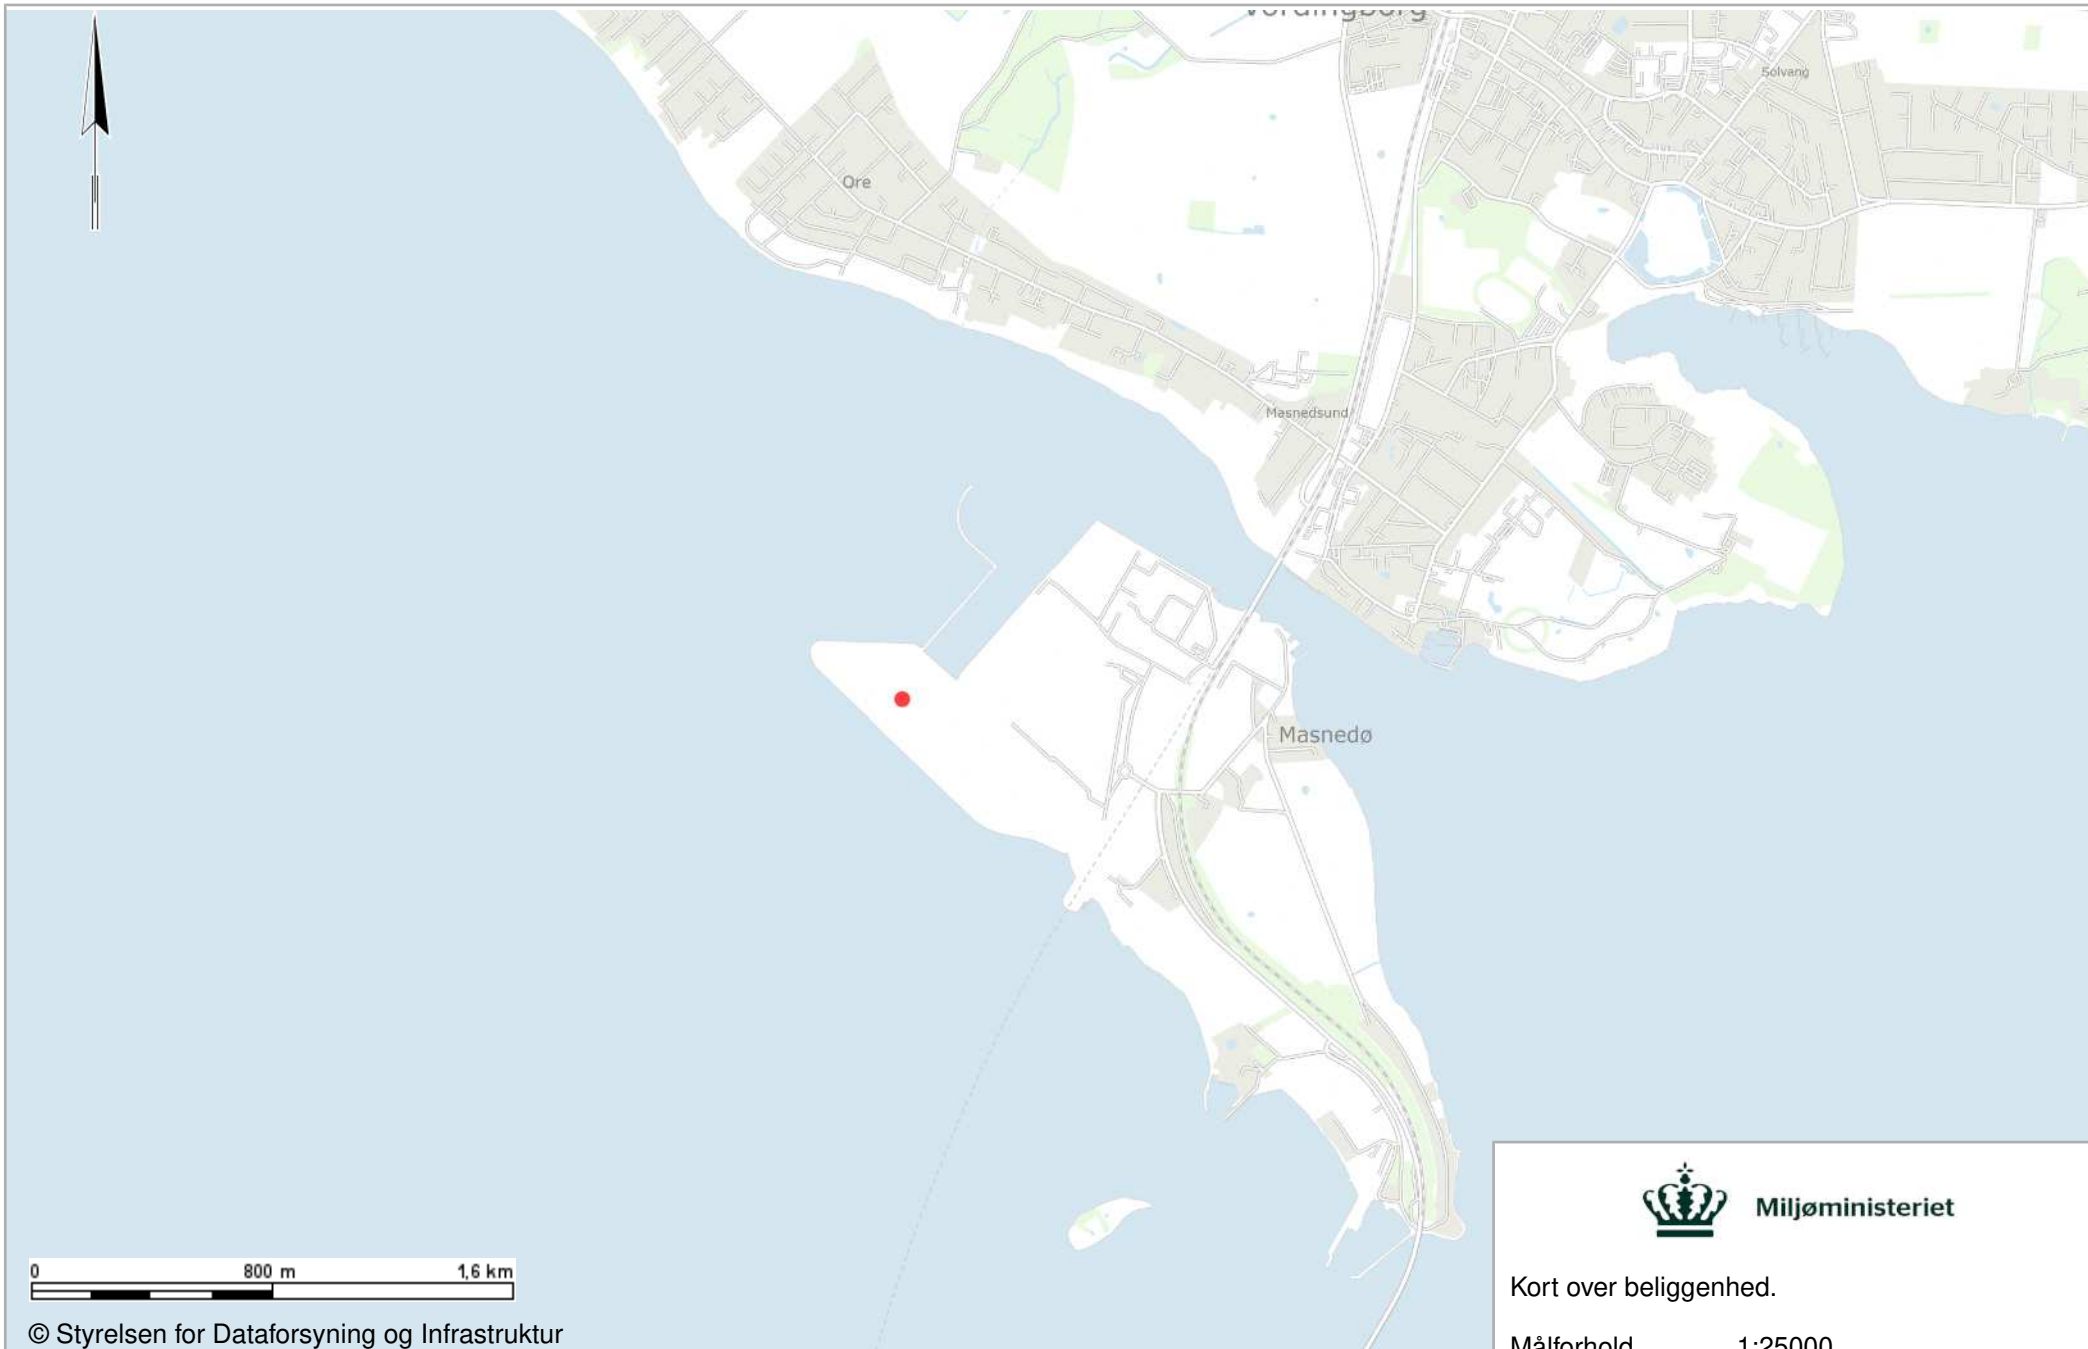 Vordingborg
Solvang
Ore
Masnedsund
Masnedø
Miljøministeriet
Kort over beliggenhed.
Målforhold 1:25000
0 800 m 1,6 km
© Styrelsen for Dataforsyning og Infrastruktur